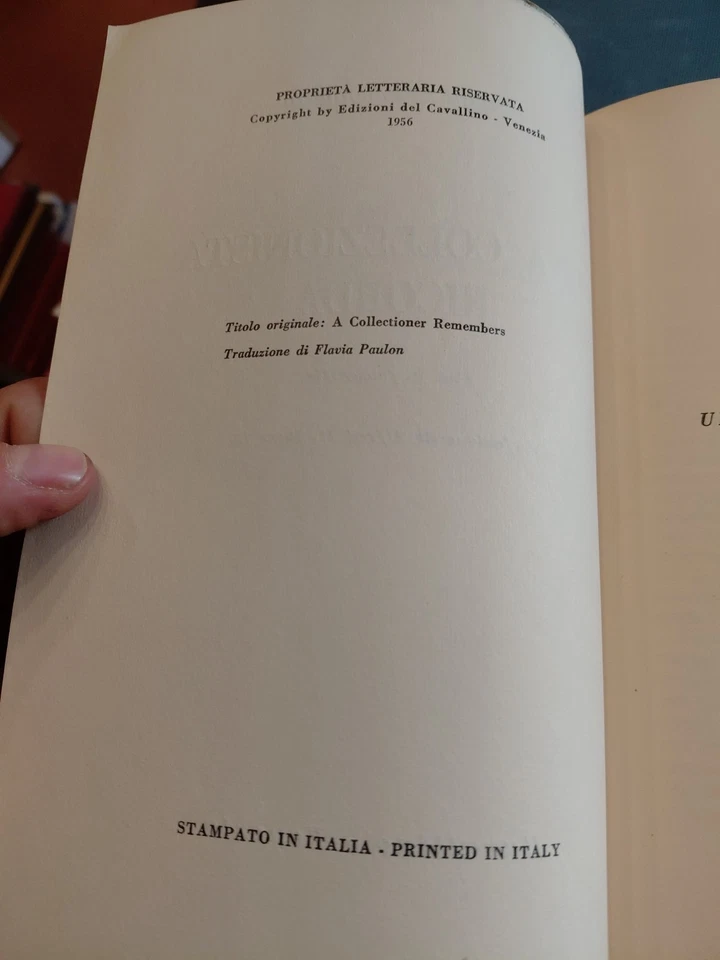 PROPRIETÀ LETTERARIA RISERVATA
Copyright by Edizioni del Cavallino - Venezia
1956
Titolo originale: A Collectioner Remembers
Traduzione di Flavia Paulon
STAMPATO IN ITALIA - PRINTED IN ITALY